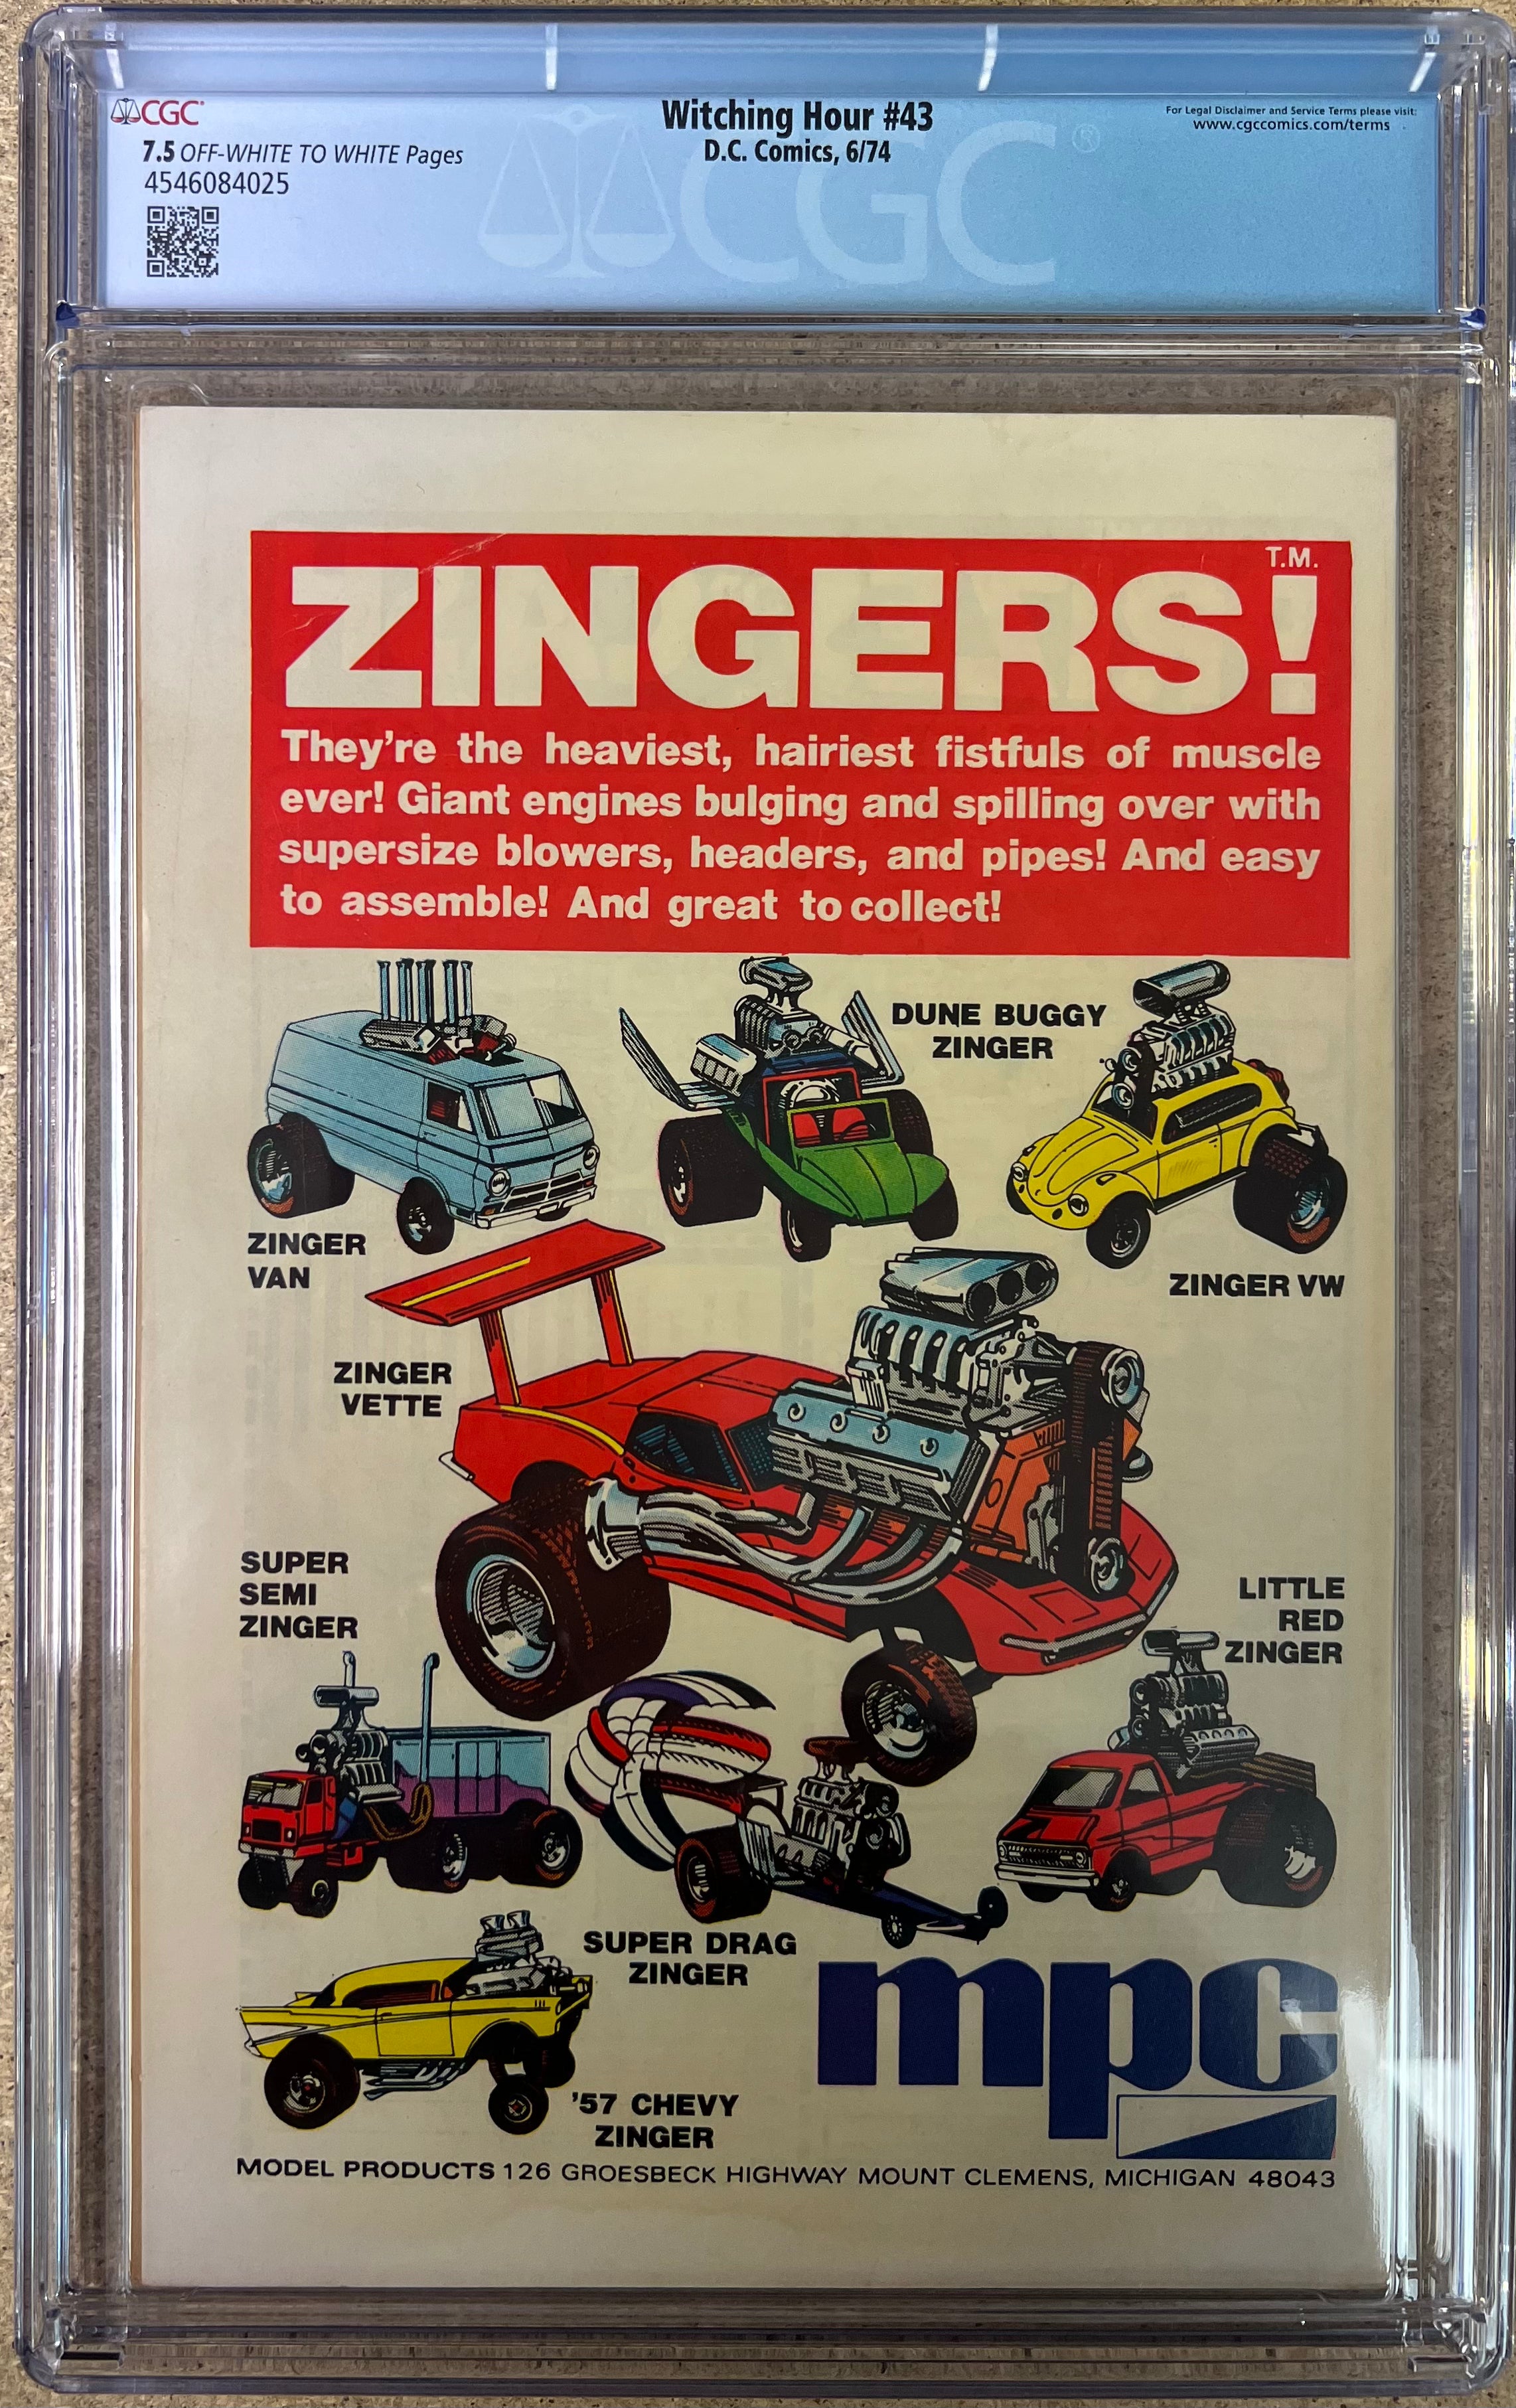 CGC
Witching Hour #43
For Legal Disclaimer and Service Terms please visit:
www.cgccomics.com/terms
7.5 OFF-WHITE TO WHITE Pages
D.C. Comics, 6/74
4546084025
CGC®
ZINGERS!
T.M.
They're the heaviest, hairiest fistfuls of muscle
ever! Giant engines bulging and spilling over with
supersize blowers, headers, and pipes! And easy
to assemble! And great to collect!
DUNE BUGGY
ZINGER
ZINGER
VAN
ZINGER VW
ZINGER
VETTE
SUPER
SEMI
ZINGER
LITTLE
RED
ZINGER
SUPER DRAG
ZINGER
'57 CHEVY
ZINGER
mpc
MODEL PRODUCTS 126 GROESBECK HIGHWAY MOUNT CLEMENS, MICHIGAN 48043